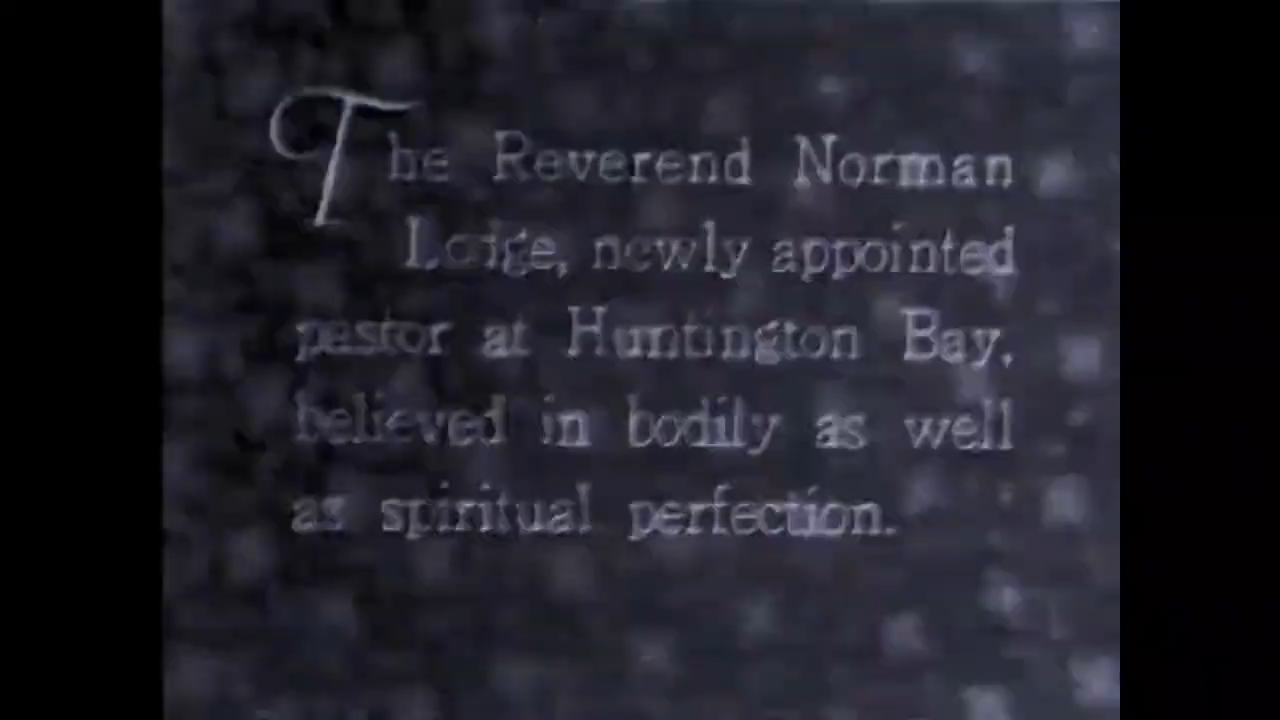 The Reverend Norman
Lodge, newly appointed
pastor at Huntington Bay,
believed in bodily as well
as spiritual perfection.